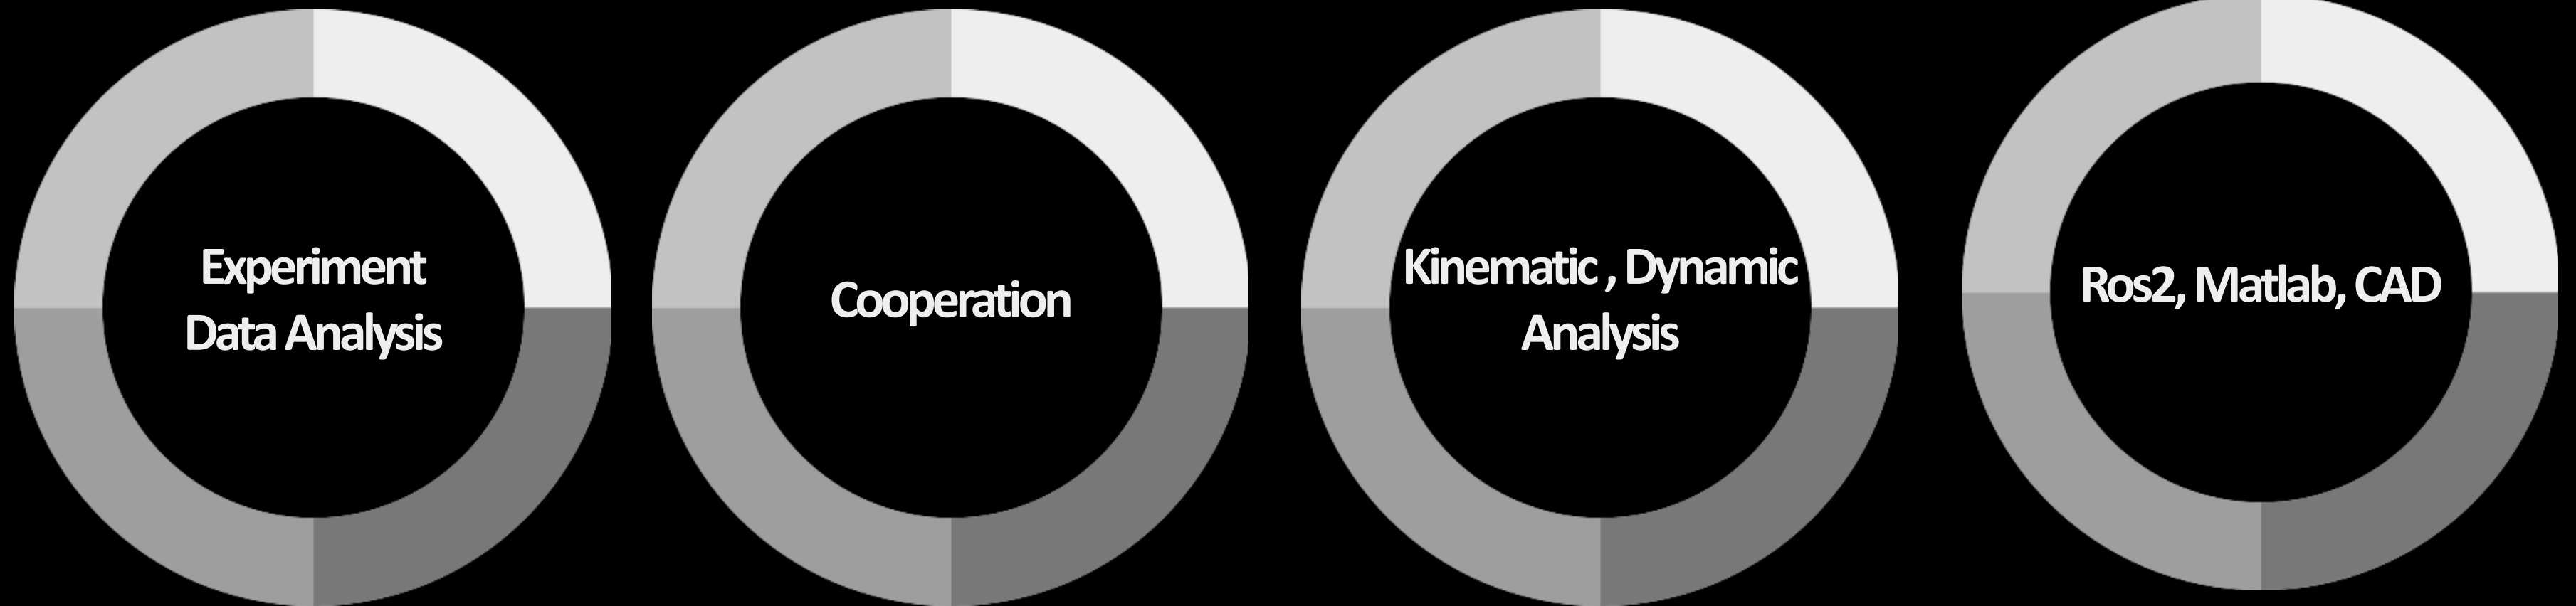 Experiment
Data Analysis
Cooperation
Kinematic , Dynamic
Analysis
Ros2, Matlab, CAD